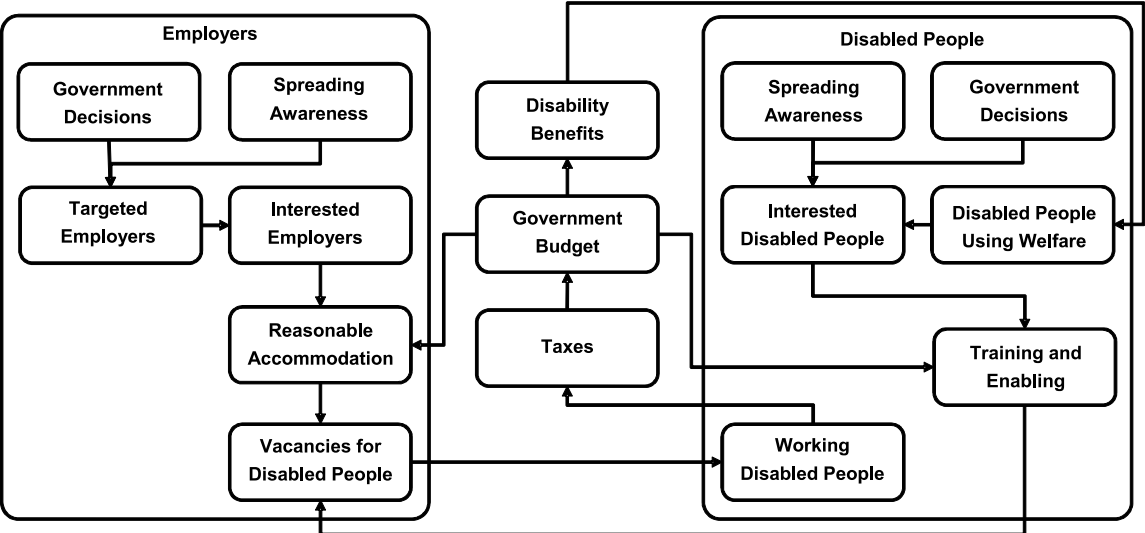 Employers
Government
Decisions
Spreading
Awareness
Targeted
Employers
Interested
Employers
Reasonable
Accommodation
Vacancies for
Disabled People
Disability
Benefits
Government
Budget
Taxes
Disabled People
Spreading
Awareness
Government
Decisions
Interested
Disabled People
Disabled People
Using Welfare
Training and
Enabling
Working
Disabled People